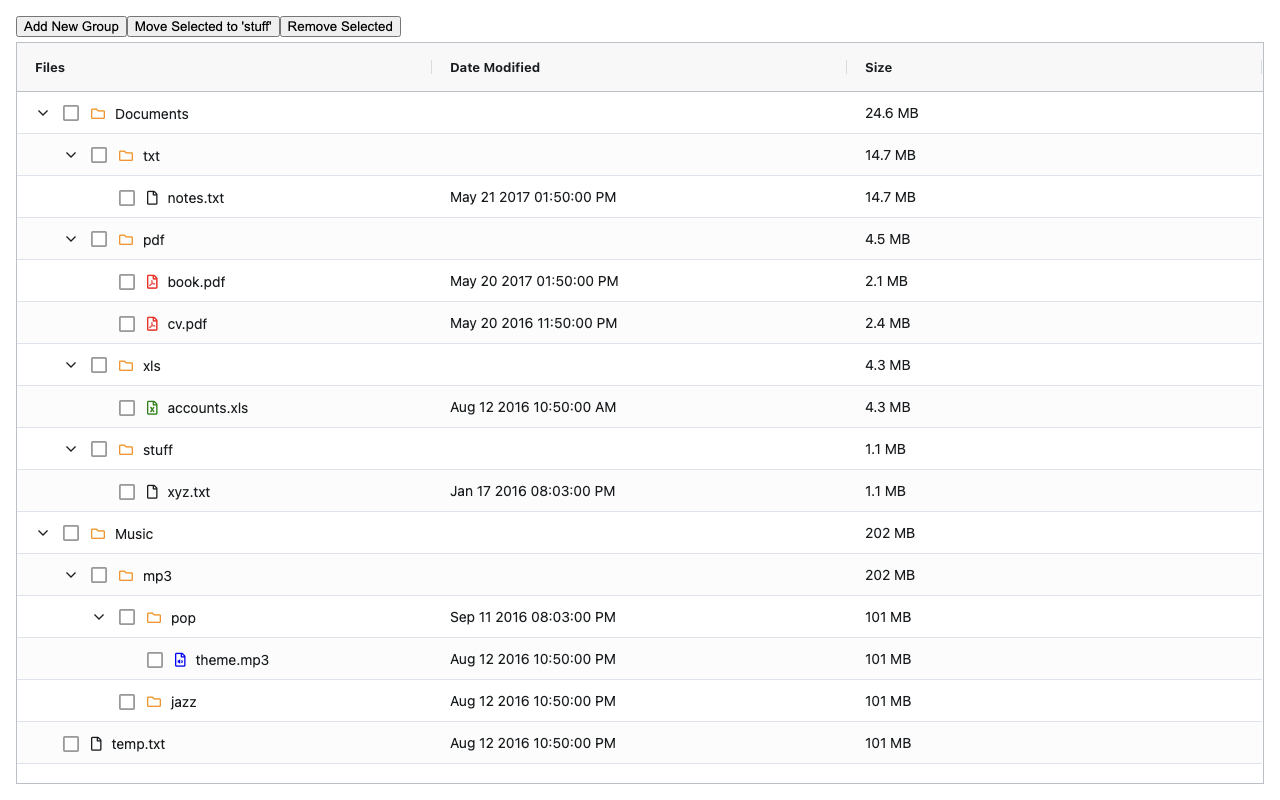 Add New Group Move Selected to 'stuff' Remove Selected
Files Date Modified Size
Documents 24.6 MB
txt 14.7 MB
notes.txt May 21 2017 01:50:00 PM 14.7 MB
pdf 4.5 MB
book.pdf May 20 2017 01:50:00 PM 2.1 MB
cv.pdf May 20 2016 11:50:00 PM 2.4 MB
xls 4.3 MB
accounts.xls Aug 12 2016 10:50:00 AM 4.3 MB
stuff 1.1 MB
xyz.txt Jan 17 2016 08:03:00 PM 1.1 MB
Music 202 MB
mp3 202 MB
pop Sep 11 2016 08:03:00 PM 101 MB
theme.mp3 Aug 12 2016 10:50:00 PM 101 MB
jazz Aug 12 2016 10:50:00 PM 101 MB
temp.txt Aug 12 2016 10:50:00 PM 101 MB